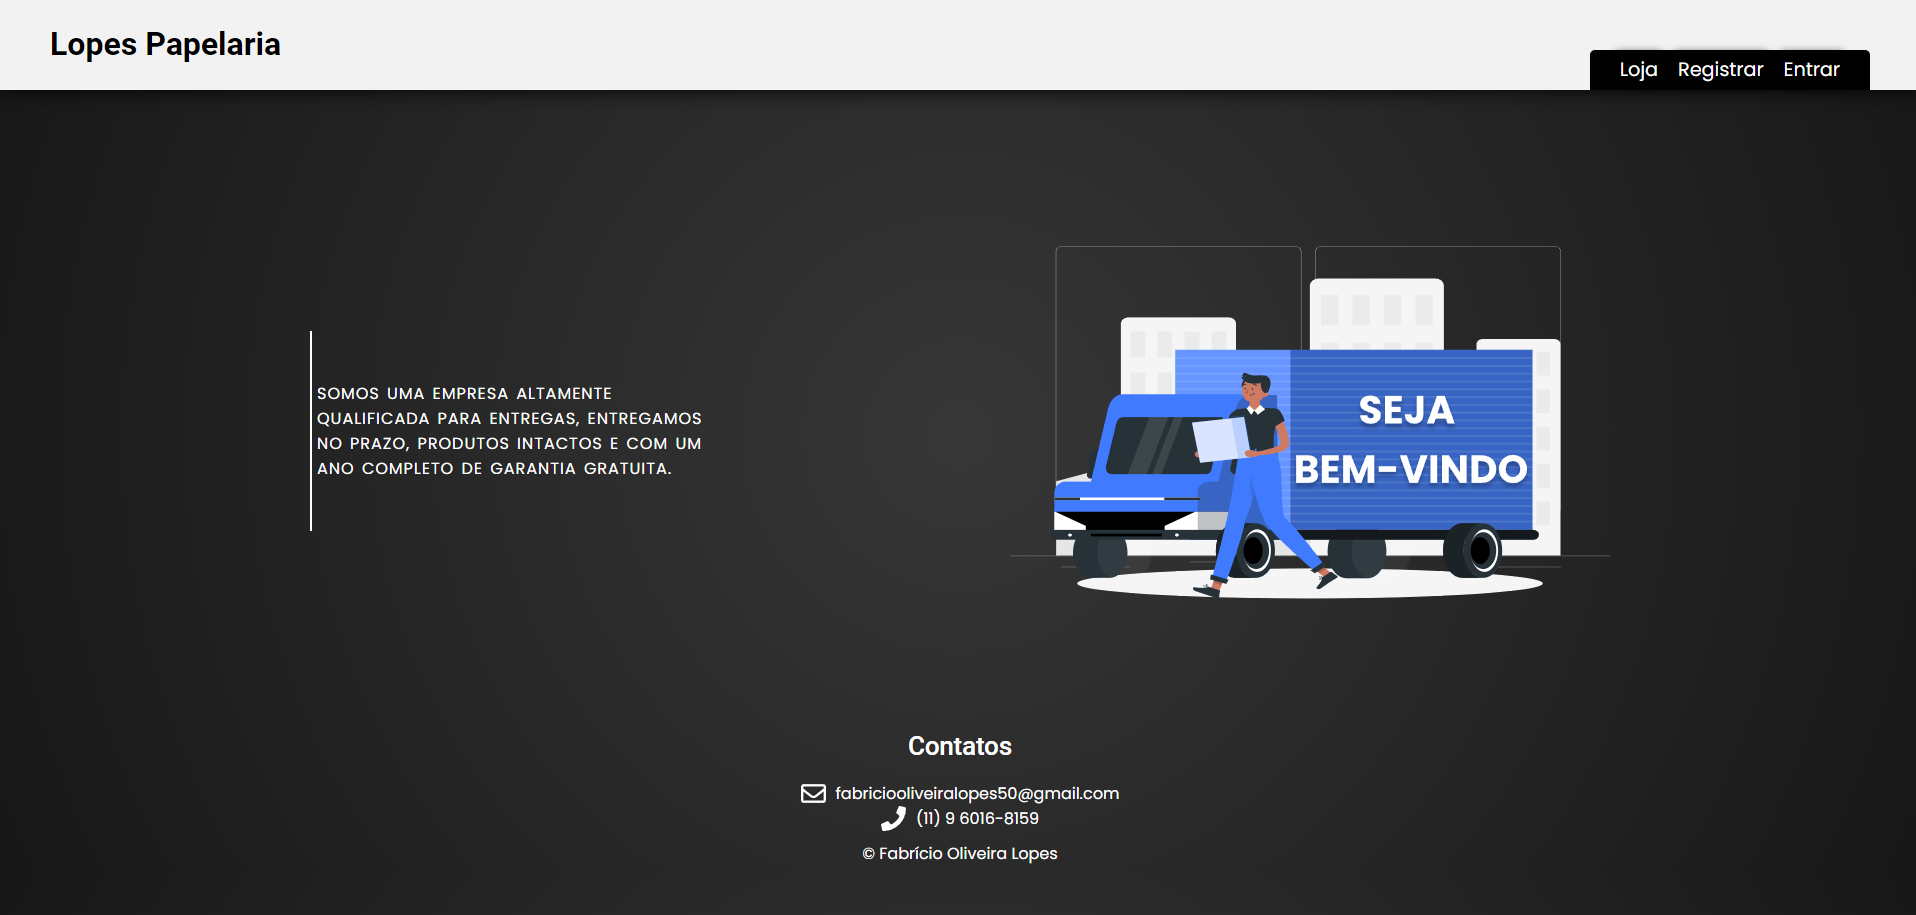 Lopes Papelaria
Loja Registrar Entrar
SOMOS UMA EMPRESA ALTAMENTE
QUALIFICADA PARA ENTREGAS, ENTREGAMOS
NO PRAZO, PRODUTOS INTACTOS E COM UM
ANO COMPLETO DE GARANTIA GRATUITA.
SEJA
BEM-VINDO
Contatos
fabriciooliveiralopes50@gmail.com
(11) 9 6016-8159
© Fabrício Oliveira Lopes